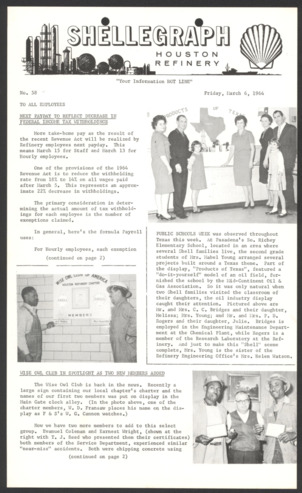 SHELLEGRAPH
HOUSTON
REFINERY
"Your Information HOT LINE"
No. 38
Friday, March 6, 1964
TO ALL EMPLOYEES
NEXT PAYDAY TO REFLECT DECREASE IN
FEDERAL INCOME TAX WITHHOLDINGS
More take-home pay as the result of
the recent Revenue Act will be realized by
Refinery employees next payday. This
means March 15 for Staff and March 13 for
hourly employees.
One of the provisions of the 1964
Revenue Act is to reduce the withholding
rate from 18% to 14% on all wages paid
after March 5. This represents an approx-
imate 22% decrease in withholdings.
The primary consideration in deter-
mining the actual amount of tax withhold-
ings for each employee is the number of
exemptions claimed.
In general, here's the formula Payroll
uses:
For hourly employees, each exemption
(continued on page 2)
PUBLIC SCHOOLS WEEK was observed throughout
Texas this week. At Pasadena's Gs. Richey
Elementary School, located in an area where
several Shell families live, the second grade
students of Mrs. Mabel Young arranged several
projects built around a Texas theme. Part of
the display, "Products of Texas", featured a
"do-it-yourself" model of an oil field, fur-
nished the school by the Mid-Continent Oil &
Gas Association. So it was only natural when
two Shell families visited the classroom of
their daughters, the oil industry display
caught their attention. Pictured above are
Mr. and Mrs. C. C. Bridges and their daughter,
Melissa; Mrs. Young; and Mr. and Mrs. F. D.
Rogers and their daughter, Julie. Bridges is
employed in the Engineering Maintenance Depart-
ment at the Chemical Plant, while Rogers is a
member of the Research Laboratory at the Ref-
inery, and just to make this "Shell" scene
complete, Mrs. Young is the sister of the
Refinery Engineering Office's Mrs. Helen Watson.
WISE OWL CLUB IN SPOTLIGHT AS TWO NEW MEMBERS ADDED
The Wise Owl Club is back in the news. Recently a
large sign containing our local chapter's charter and the
names of our first two members was put on display in the
Main Gate clock alley. (In the photo above, one of the
charter members, W. D. Franeau places his name on the dis-
play as F & S's W. G. Cannon watches.)
Now we have two more members to add to this select
group. Emanuel Coleman and Earnest Wright, (shown at the
right with E. J. Seed who presented them their certificates)
both members of the Service Department, experienced similar
"near-miss" accidents. Both were chipping concrete using
(continued on page 2)